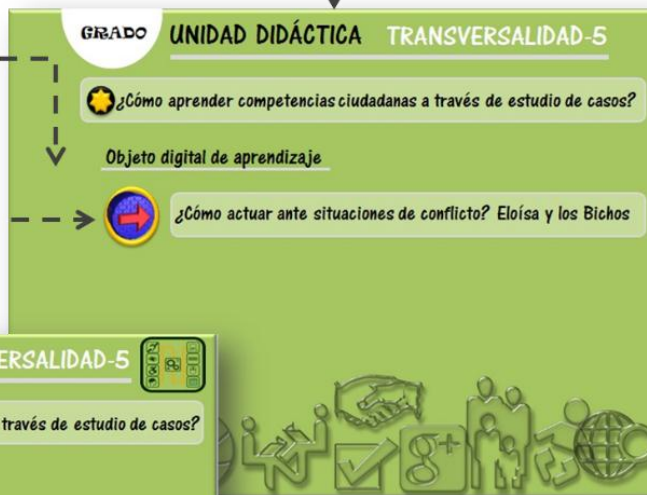 GRADO UNIDAD DIDÁCTICA TRANSVERSALIDAD-5
¿Cómo aprender competencias ciudadanas a través de estudio de casos?
Objeto digital de aprendizaje
¿Cómo actuar ante situaciones de conflicto? Eloísa y los Bichos
ERSALIDAD-5
través de estudio de casos?
g+